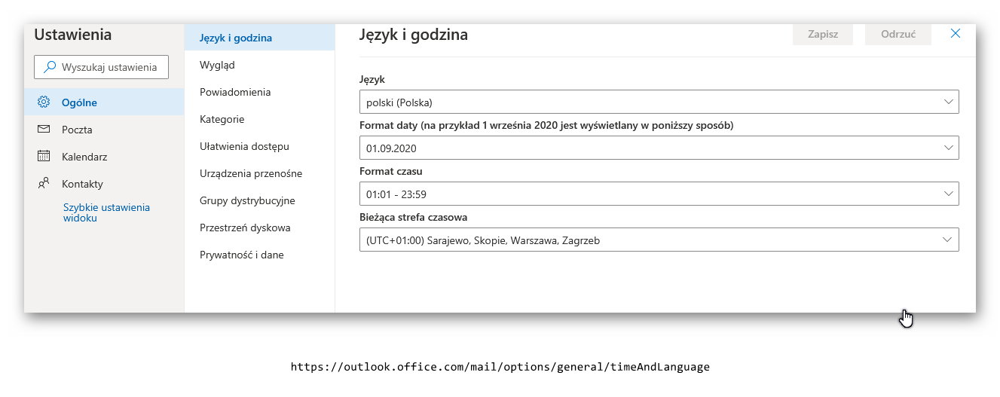 Ustawienia
Wyszukaj ustawienia
Ogólne
Poczta
Kalendarz
Kontakty
Szybkie ustawienia
widoku
Język i godzina
Wygląd
Powiadomienia
Kategorie
Ułatwienia dostępu
Urządzenia przenośne
Grupy dystrybucyjne
Przestrzeń dyskowa
Prywatność i dane
Język i godzina
Zapisz
Odrzuć
Język
polski (Polska)
Format daty (na przykład 1 września 2020 jest wyświetlany w poniższy sposób)
01.09.2020
Format czasu
01:01 - 23:59
Bieżąca strefa czasowa
(UTC+01:00) Sarajewo, Skopie, Warszawa, Zagrzeb
https://outlook.office.com/mail/options/general/timeAndLanguage